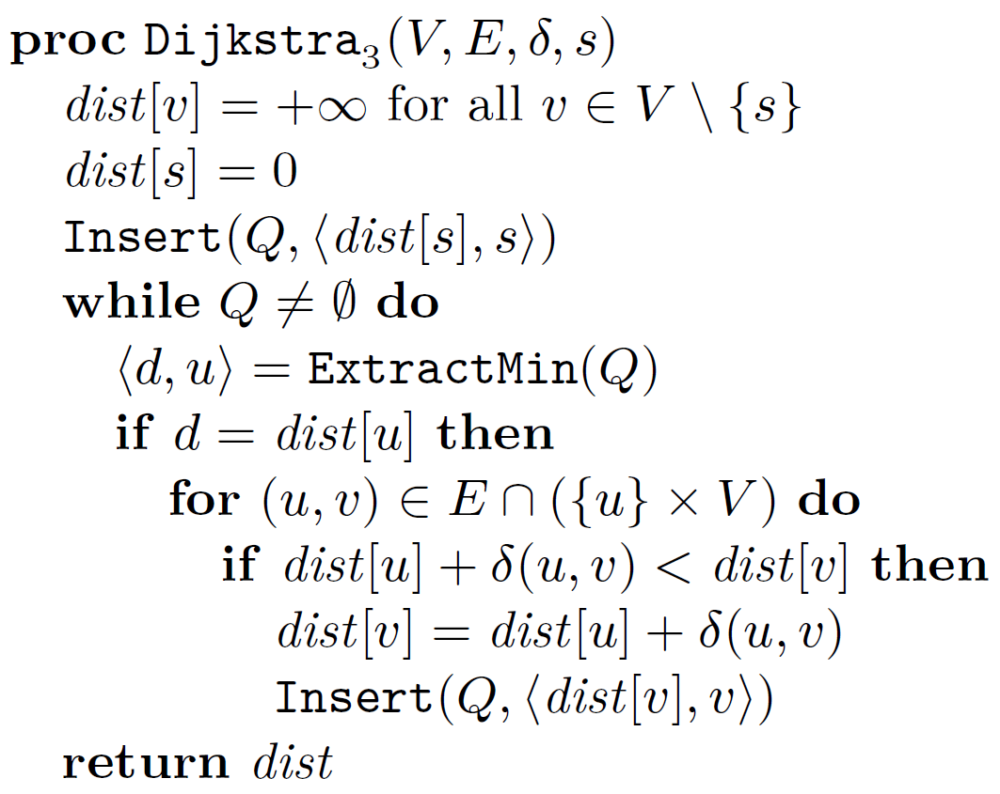 proc Dijkstra₃(V, E, δ, s)
dist[v] = +∞ for all v ∈ V \ {s}
dist[s] = 0
Insert(Q, ⟨dist[s], s⟩)
while Q ≠ ∅ do
⟨d, u⟩ = ExtractMin(Q)
if d = dist[u] then
for (u, v) ∈ E ∩ ({u} × V) do
if dist[u] + δ(u, v) < dist[v] then
dist[v] = dist[u] + δ(u, v)
Insert(Q, ⟨dist[v], v⟩)
return dist